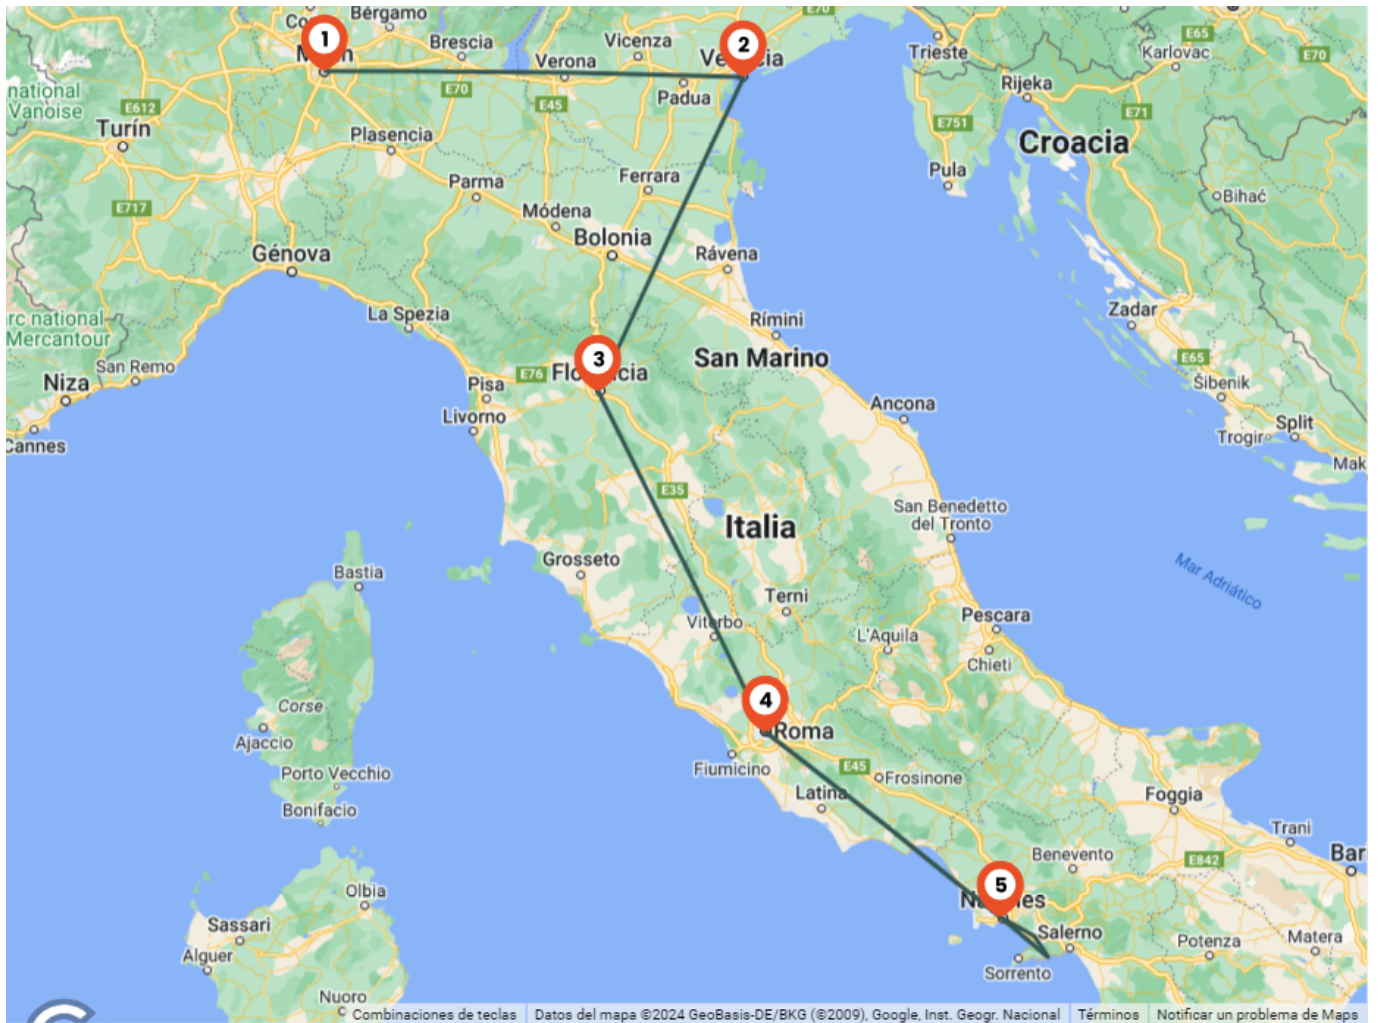 E70
Bérgamo
Co
1
2
Vicenza
Brescia
Verona
Trieste
E65
Karlovac
E70
Rijeka
national
Vanoise
E70
E45
Padua
E612
E71
Turín
Plasencia
E751
Croacia
Pula
Ferrara
Parma
Bihać
E717
Módena
Bolonia
Génova
Rávena
La Spezia
Zadar
rc national
Mercantour
Rímini
San Marino
E65
San Remo
3
E76
Niza
Pisa
Šibenik
Livorno
Ancona
Split
Cannes
Trogir
Mak
E35
San Benedetto
del Tronto
Italia
Grosseto
Mar Adriático
Bastia
Terni
Pescara
Viterbo
L'Aquila
Chieti
Corse
4
Roma
Ajaccio
Fiumicino
E45
Frosinone
Porto Vecchio
Latina
Foggia
Bonifacio
Trani
Benevento
E842
Bar
5
Olbia
Sassari
Salerno
Potenza
Matera
Alguer
Sorrento
Nuoro
Combinaciones de teclas
Datos del mapa ©2024 GeoBasis-DE/BKG (©2009), Google, Inst. Geogr. Nacional
Términos
Notificar un problema de Maps